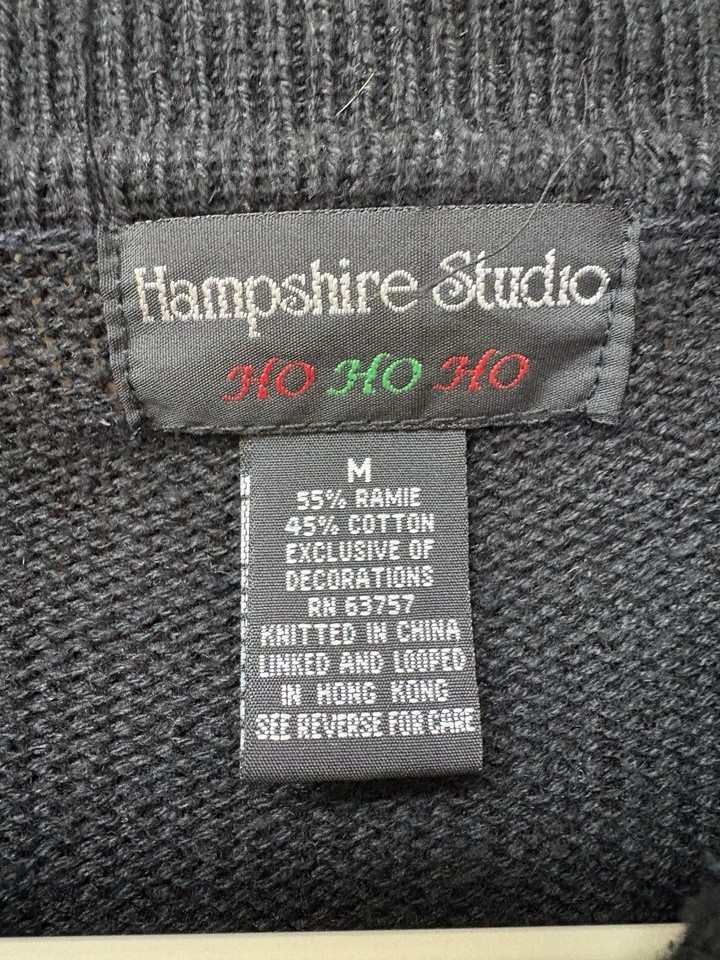 Hampshire Studio
HO HO HO
M
55% RAMIE
45% COTTON
EXCLUSIVE OF
DECORATIONS
RN 63757
KNITTED IN CHINA
LINKED AND LOOPED
IN HONG KONG
SEE REVERSE FOR CARE